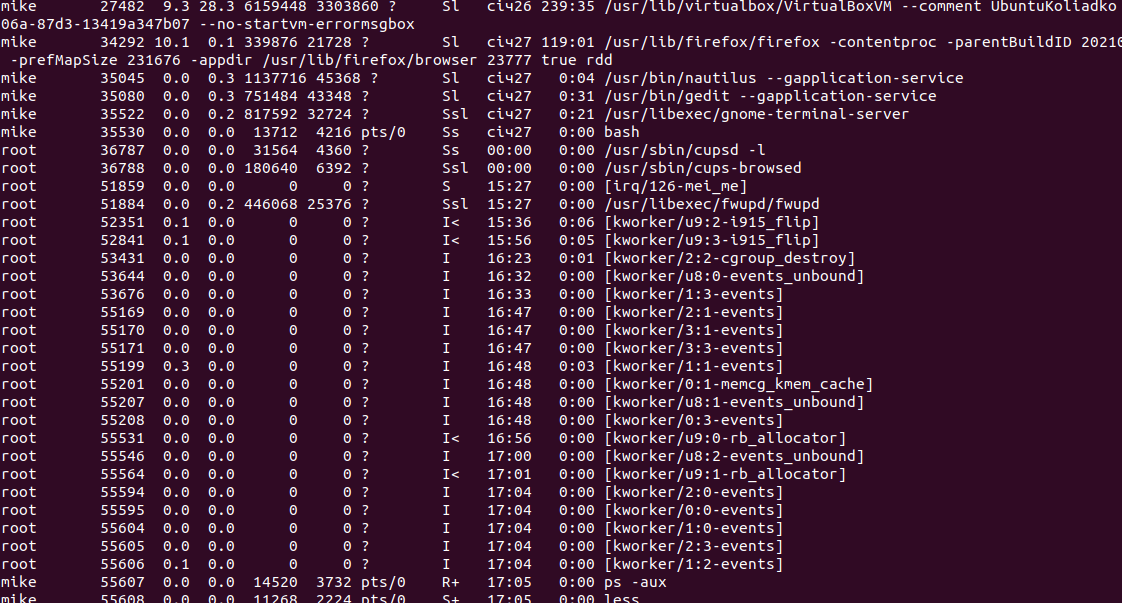 mike       27482  9.3 28.3 6159448 3303860 ?     Sl   січ26 239:35 /usr/lib/virtualbox/VirtualBoxVM --comment UbuntuKoliadko
06a-87d3-13419a347b07 --no-startvm-errormsgbox
mike       34292 10.1  0.1 339876 21728 ?        Sl   січ27 119:01 /usr/lib/firefox/firefox -contentproc -parentBuildID 20210
 -prefMapSize 231676 -appdir /usr/lib/firefox/browser 23777 true rdd
mike       35045  0.0  0.3 1137716 45368 ?       Sl   січ27   0:04 /usr/bin/nautilus --gapplication-service
mike       35080  0.0  0.3 751484 43348 ?        Sl   січ27   0:31 /usr/bin/gedit --gapplication-service
mike       35522  0.0  0.2 817592 32724 ?        Ssl  січ27   0:21 /usr/libexec/gnome-terminal-server
mike       35530  0.0  0.0  13712  4216 pts/0    Ss   січ27   0:00 bash
root       36787  0.0  0.0  31564  4360 ?        Ss   00:00   0:00 /usr/sbin/cupsd -l
root       36788  0.0  0.0 180640  6392 ?        Ssl  00:00   0:00 /usr/sbin/cups-browsed
root       51859  0.0  0.0      0     0 ?        S    15:27   0:00 [irq/126-mei_me]
root       51884  0.0  0.2 446068 25376 ?        Ssl  15:27   0:00 /usr/libexec/fwupd/fwupd
root       52351  0.1  0.0      0     0 ?        I<   15:36   0:06 [kworker/u9:2-i915_flip]
root       52841  0.1  0.0      0     0 ?        I<   15:56   0:05 [kworker/u9:3-i915_flip]
root       53431  0.0  0.0      0     0 ?        I    16:23   0:01 [kworker/2:2-cgroup_destroy]
root       53644  0.0  0.0      0     0 ?        I    16:32   0:00 [kworker/u8:0-events_unbound]
root       53676  0.0  0.0      0     0 ?        I    16:33   0:00 [kworker/1:3-events]
root       55169  0.0  0.0      0     0 ?        I    16:47   0:00 [kworker/2:1-events]
root       55170  0.0  0.0      0     0 ?        I    16:47   0:00 [kworker/3:1-events]
root       55171  0.0  0.0      0     0 ?        I    16:47   0:00 [kworker/3:3-events]
root       55199  0.3  0.0      0     0 ?        I    16:48   0:03 [kworker/1:1-events]
root       55201  0.0  0.0      0     0 ?        I    16:48   0:00 [kworker/0:1-memcg_kmem_cache]
root       55207  0.0  0.0      0     0 ?        I    16:48   0:00 [kworker/u8:1-events_unbound]
root       55208  0.0  0.0      0     0 ?        I    16:48   0:00 [kworker/0:3-events]
root       55531  0.0  0.0      0     0 ?        I<   16:56   0:00 [kworker/u9:0-rb_allocator]
root       55546  0.0  0.0      0     0 ?        I    17:00   0:00 [kworker/u8:2-events_unbound]
root       55564  0.0  0.0      0     0 ?        I<   17:01   0:00 [kworker/u9:1-rb_allocator]
root       55594  0.0  0.0      0     0 ?        I    17:04   0:00 [kworker/2:0-events]
root       55595  0.0  0.0      0     0 ?        I    17:04   0:00 [kworker/0:0-events]
root       55604  0.0  0.0      0     0 ?        I    17:04   0:00 [kworker/1:0-events]
root       55605  0.0  0.0      0     0 ?        I    17:04   0:00 [kworker/2:3-events]
root       55606  0.1  0.0      0     0 ?        I    17:04   0:00 [kworker/1:2-events]
mike       55607  0.0  0.0  14520  3732 pts/0    R+   17:05   0:00 ps -aux
mike       55608  0.0  0.0  11268  2224 pts/0    S+   17:05   0:00 less